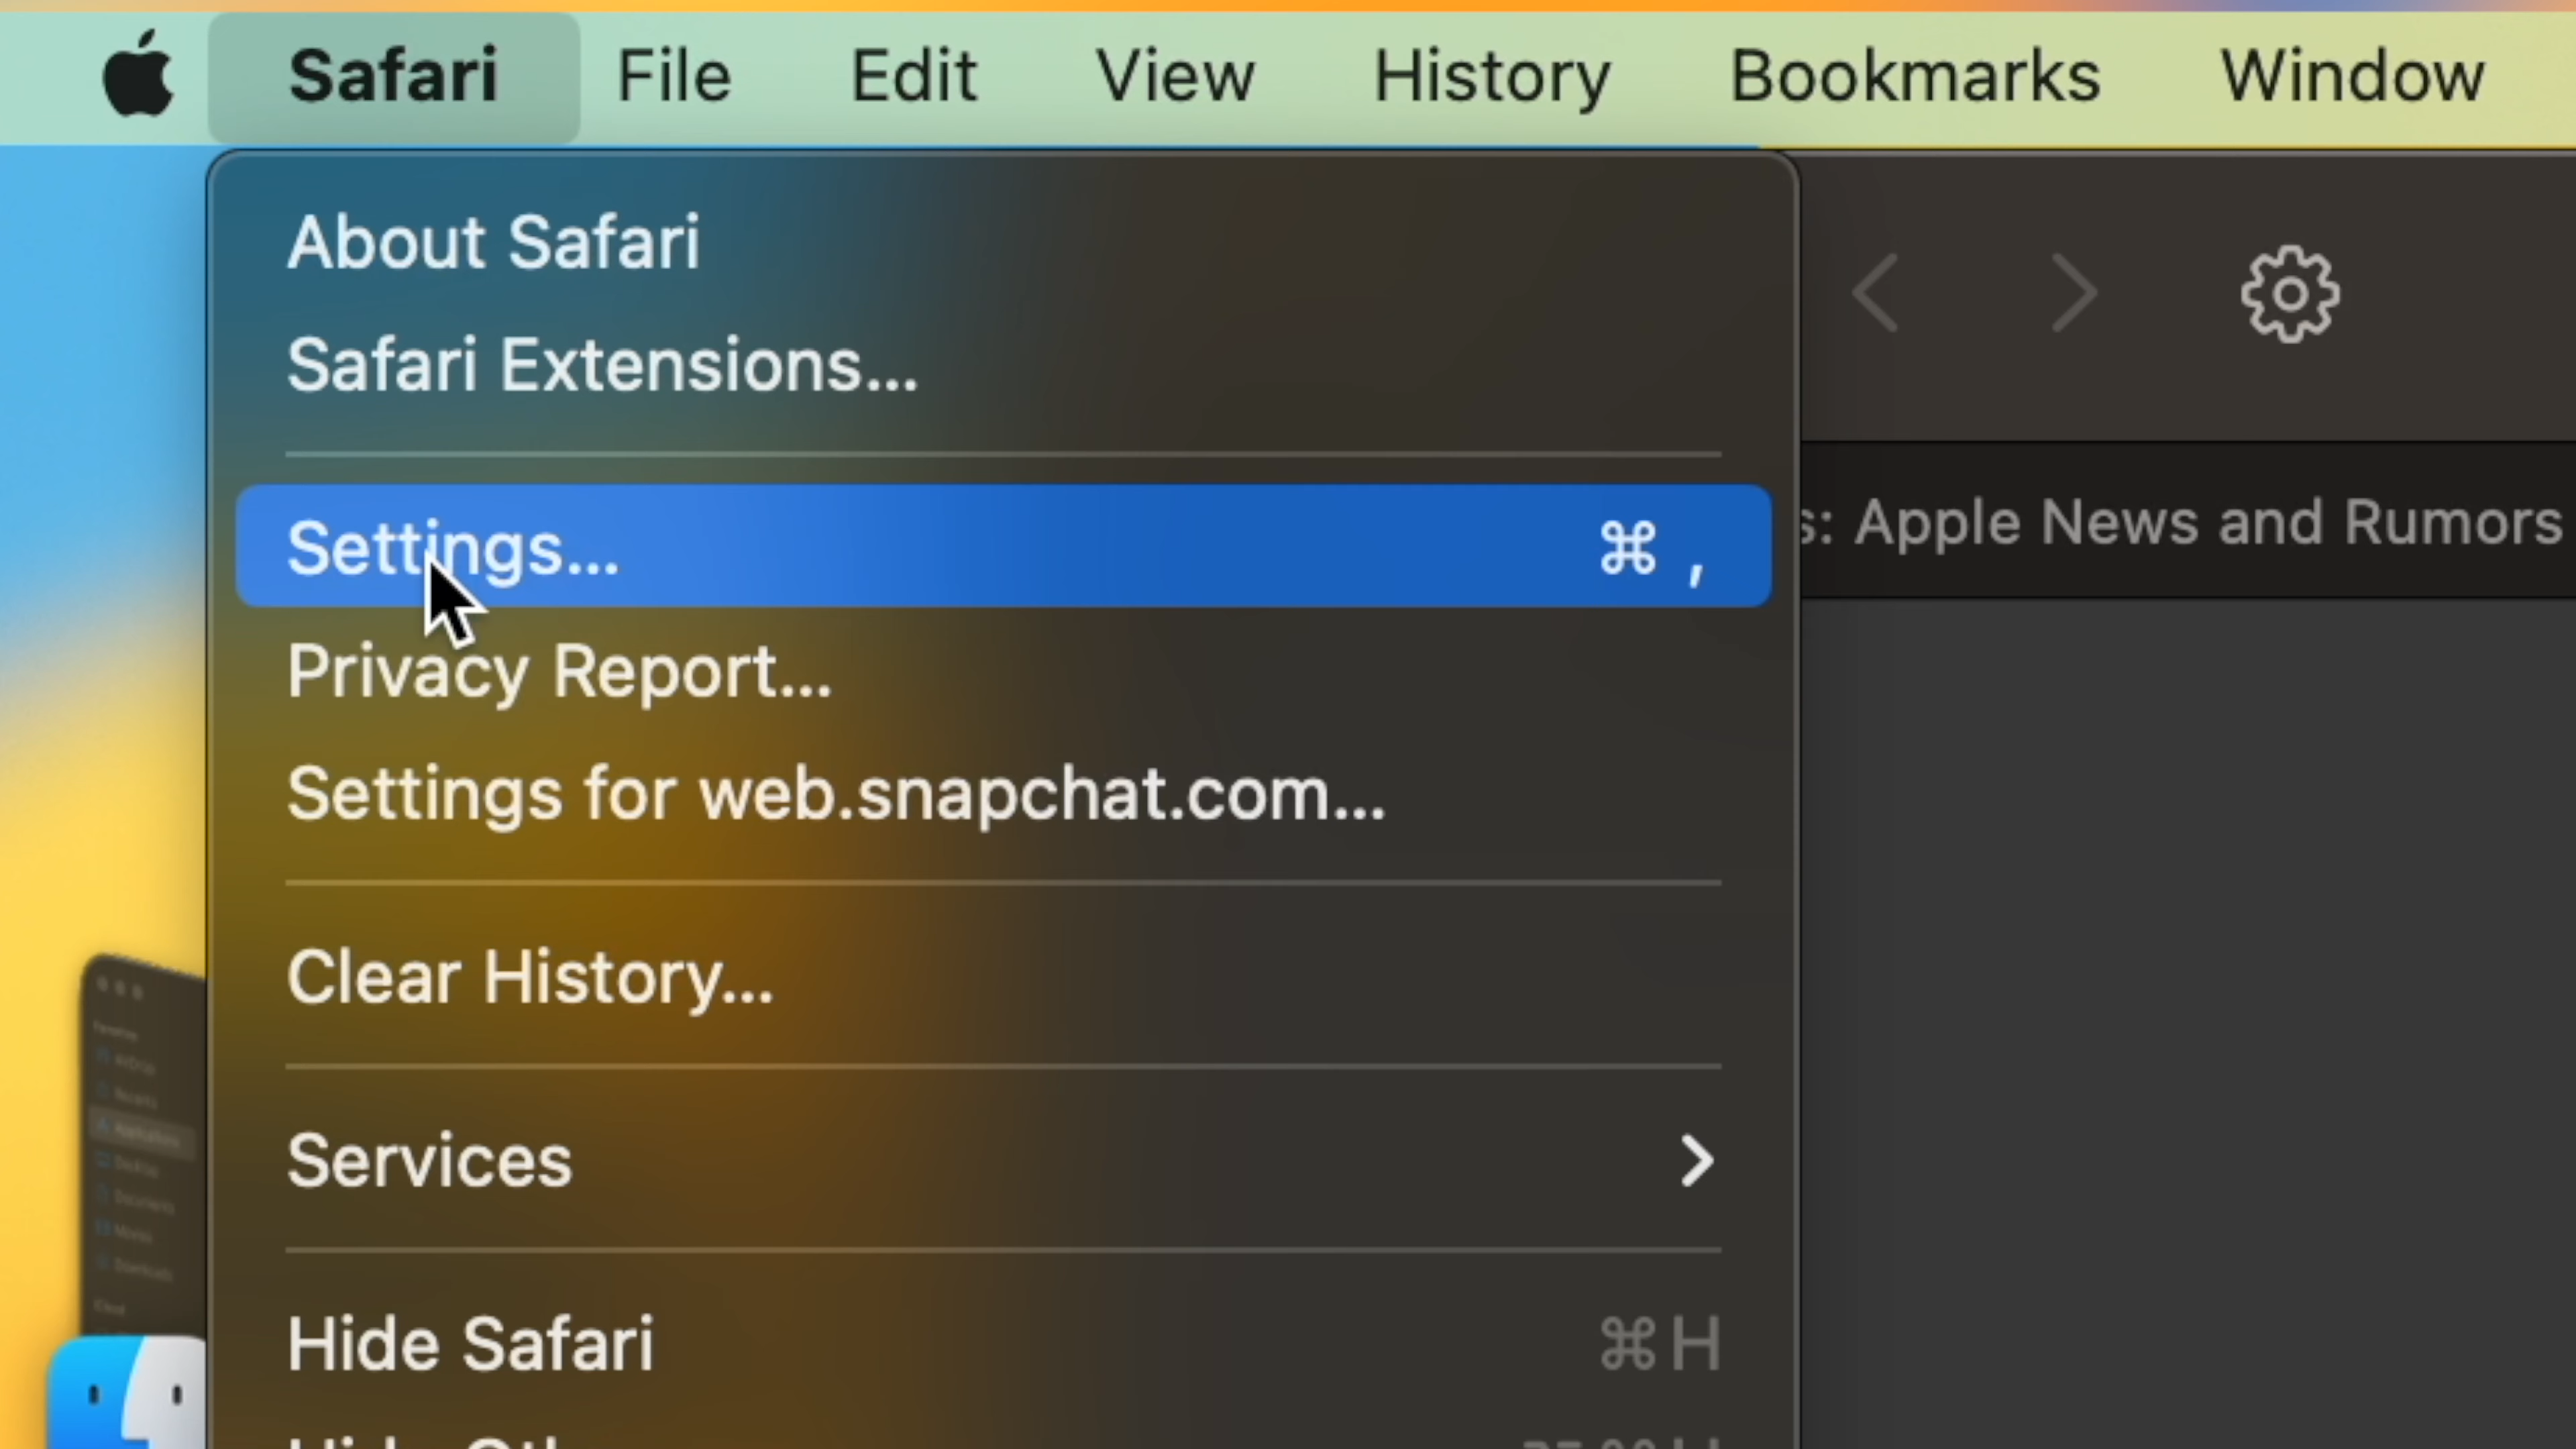 Safari File Edit View History Bookmarks Window
About Safari
Safari Extensions...
Settings... ⌘ ,
s: Apple News and Rumors
Privacy Report...
Settings for web.snapchat.com...
Clear History...
Services
Hide Safari ⌘H